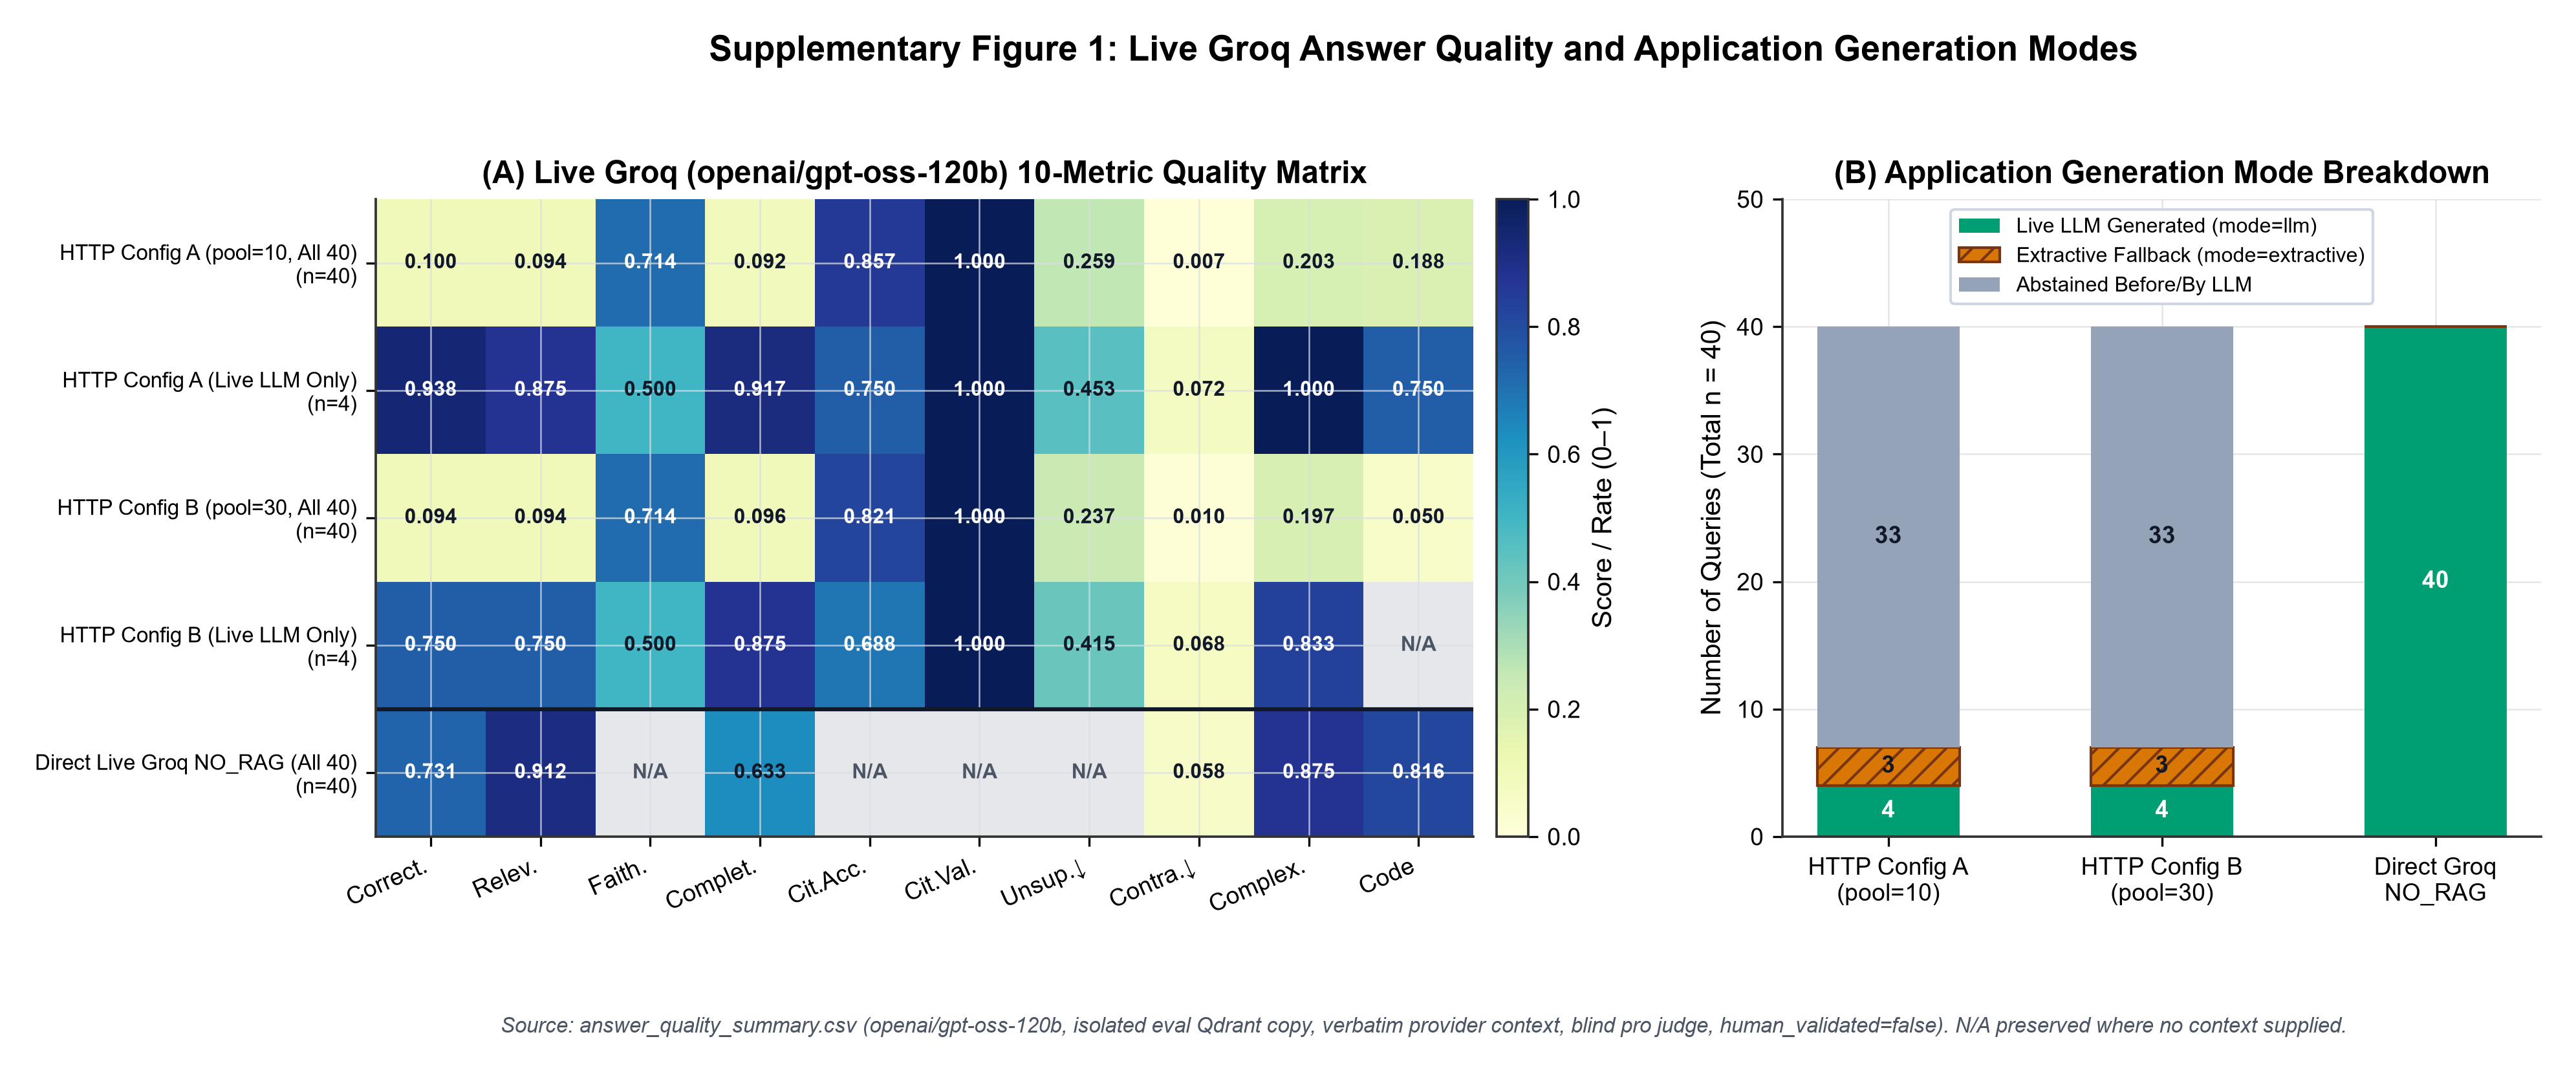 Supplementary Figure 1: Live Groq Answer Quality and Application Generation Modes
(A) Live Groq (openai/gpt-oss-120b) 10-Metric Quality Matrix
HTTP Config A (pool=10, All 40)
(n=40)
0.100 0.094 0.714 0.092 0.857 1.000 0.259 0.007 0.203 0.188
HTTP Config A (Live LLM Only)
(n=4)
0.938 0.875 0.500 0.917 0.750 1.000 0.453 0.072 1.000 0.750
HTTP Config B (pool=30, All 40)
(n=40)
0.094 0.094 0.714 0.096 0.821 1.000 0.237 0.010 0.197 0.050
HTTP Config B (Live LLM Only)
(n=4)
0.750 0.750 0.500 0.875 0.688 1.000 0.415 0.068 0.833 N/A
Direct Live Groq NO_RAG (All 40)
(n=40)
0.731 0.912 N/A 0.633 N/A N/A N/A 0.058 0.875 0.816
Correct. Relev. Faith. Complet. Cit.Acc. Cit.Val. Unsup.↓ Contra.↓ Complex. Code
1.0
0.8
0.6
0.4
0.2
0.0
Score / Rate (0–1)
(B) Application Generation Mode Breakdown
Live LLM Generated (mode=llm)
Extractive Fallback (mode=extractive)
Abstained Before/By LLM
Number of Queries (Total n = 40)
50
40
30
20
10
0
33 33 40
3 3
4 4
HTTP Config A
(pool=10)
HTTP Config B
(pool=30)
Direct Groq
NO_RAG
Source: answer_quality_summary.csv (openai/gpt-oss-120b, isolated eval Qdrant copy, verbatim provider context, blind pro judge, human_validated=false). N/A preserved where no context supplied.